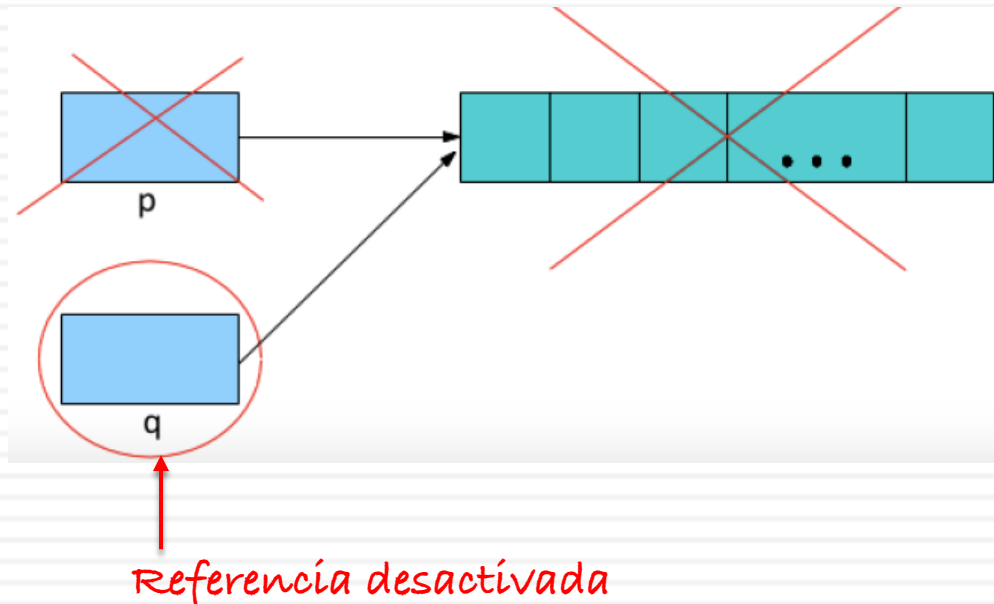 p
• • •
q
Referencia desactivada